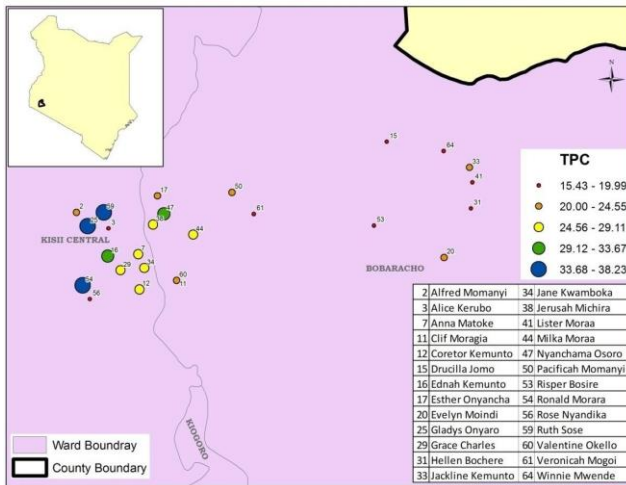 N
TPC
15.43 - 19.99
20.00 - 24.55
24.56 - 29.11
29.12 - 33.67
33.68 - 38.23
15
64
33
41
31
50
17
47
61
53
2
59
3
44
KISII CENTRAL
7
16
29
34
60
11
12
54
56
20
BOBARACHO
KIOGORO
2 Alfred Momanyi 34 Jane Kwamboka
3 Alice Kerubo 38 Jerusah Michira
7 Anna Matoke 41 Lister Moraa
11 Clif Moragia 44 Milka Moraa
12 Coretor Kemunto 47 Nyanchama Osoro
15 Drucilla Jomo 50 Pacificah Momanyi
16 Ednah Kemunto 53 Risper Bosire
17 Esther Onyancha 54 Ronald Morara
20 Evelyn Moindi 56 Rose Nyandika
25 Gladys Onyaro 59 Ruth Sose
29 Grace Charles 60 Valentine Okello
31 Hellen Bochere 61 Veronicah Mogoi
33 Jackline Kemunto 64 Winnie Mwende
Ward Boundray
County Boundary